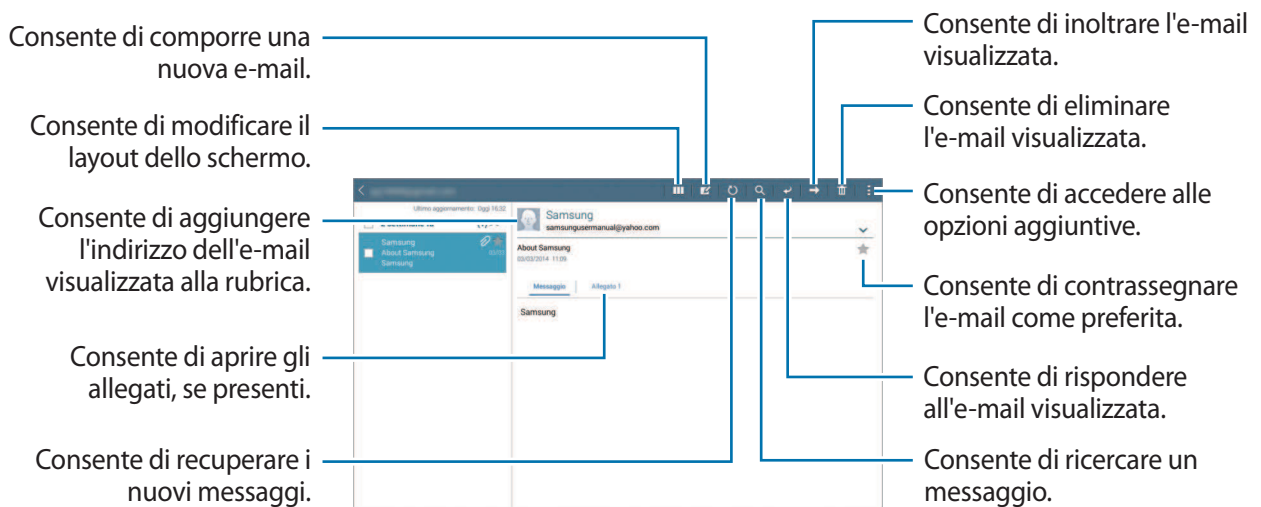 Consente di comporre una
nuova e-mail.
Consente di modificare il
layout dello schermo.
Consente di aggiungere
l'indirizzo dell'e-mail
visualizzata alla rubrica.
Consente di aprire gli
allegati, se presenti.
Consente di recuperare i
nuovi messaggi.
Ultimo aggiornamento: Oggi 16:32
Samsung
About Samsung
Samsung
Samsung
samsungusermanual@yahoo.com
About Samsung
03/03/2014 11:09
Messaggio Allegato 1
Samsung
Consente di inoltrare l'e-mail
visualizzata.
Consente di eliminare
l'e-mail visualizzata.
Consente di accedere alle
opzioni aggiuntive.
Consente di contrassegnare
l'e-mail come preferita.
Consente di rispondere
all'e-mail visualizzata.
Consente di ricercare un
messaggio.